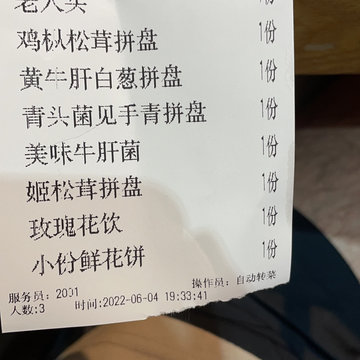 老人头 1份
鸡枞松茸拼盘 1份
黄牛肝白葱拼盘 1份
青头菌见手青拼盘 1份
美味牛肝菌 1份
姬松茸拼盘 1份
玫瑰花饮 1份
小份鲜花饼 1份
服务员：2001 操作员：自动转菜
人数:3 时间:2022-06-04 19:33:41